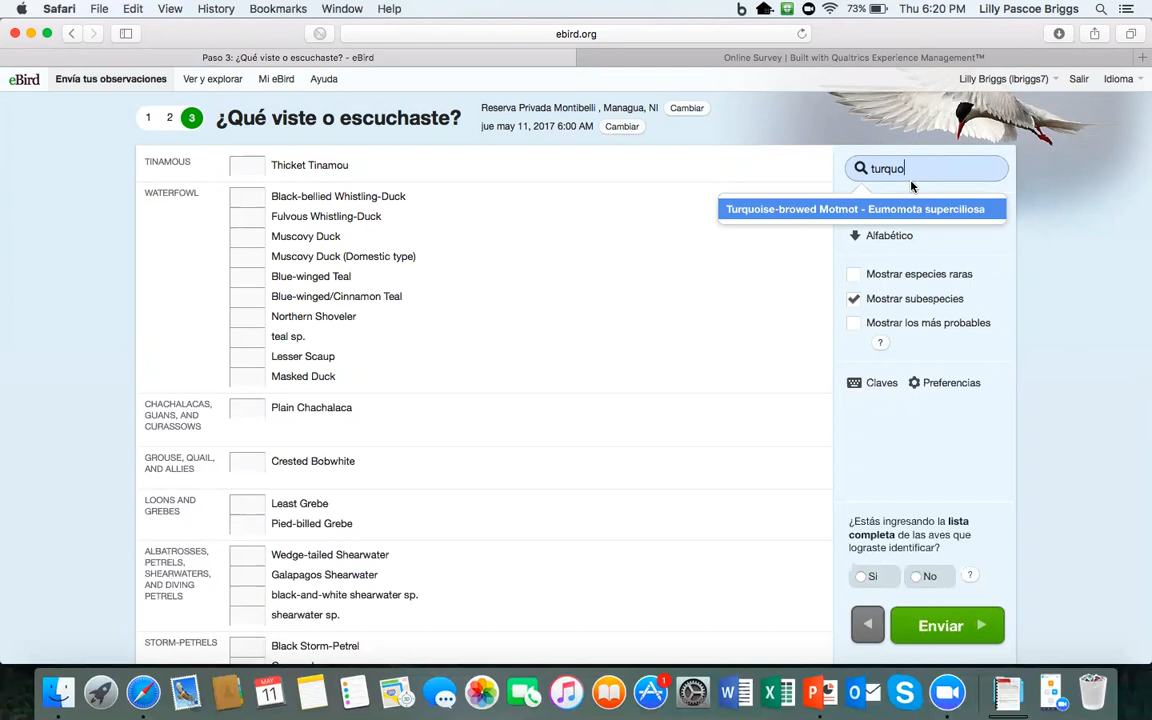 Safari File Edit View History Bookmarks Window Help 73% Thu 6:20 PM Lilly Pascoe Briggs
ebird.org
Paso 3: ¿Qué viste o escuchaste? - eBird Online Survey | Built with Qualtrics Experience Management™
eBird Envía tus observaciones Ver y explorar Mi eBird Ayuda Lilly Briggs (lbriggs7) Salir Idioma
1 2 3 ¿Qué viste o escuchaste? Reserva Privada Montibelli , Managua, NI Cambiar
jue may 11, 2017 6:00 AM Cambiar
TINAMOUS Thicket Tinamou
WATERFOWL Black-bellied Whistling-Duck
Fulvous Whistling-Duck
Muscovy Duck
Muscovy Duck (Domestic type)
Blue-winged Teal
Blue-winged/Cinnamon Teal
Northern Shoveler
teal sp.
Lesser Scaup
Masked Duck
CHACHALACAS, GUANS, AND CURASSOWS Plain Chachalaca
GROUSE, QUAIL, AND ALLIES Crested Bobwhite
LOONS AND GREBES Least Grebe
Pied-billed Grebe
ALBATROSSES, PETRELS, SHEARWATERS, AND DIVING PETRELS Wedge-tailed Shearwater
Galapagos Shearwater
black-and-white shearwater sp.
shearwater sp.
STORM-PETRELS Black Storm-Petrel
turquo
Turquoise-browed Motmot - Eumomota superciliosa
Alfabético
Mostrar especies raras
Mostrar subespecies
Mostrar los más probables
?
Claves Preferencias
¿Estás ingresando la lista
completa de las aves que
lograste identificar?
Si No ?
Enviar
MAY
11
1